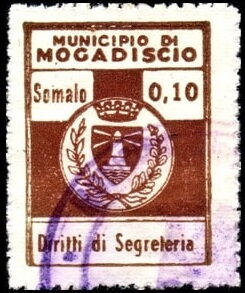 MUNICIPIO DI
MOGADISCIO
Somalo 0,10
Diritti di Segreteria